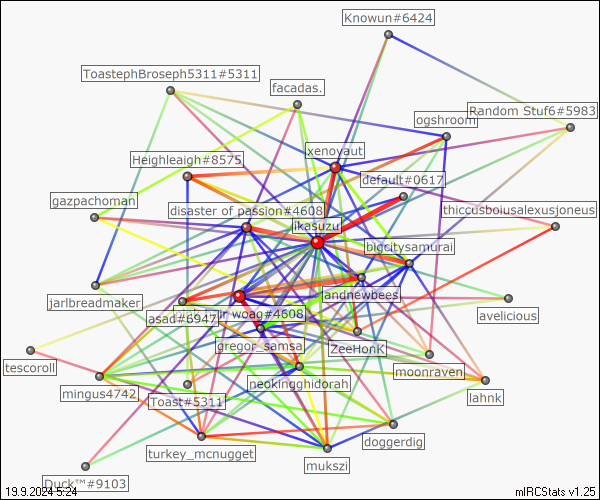 Knowun#6424
ToastephBroseph5311#5311
facadas.
Random Stuf6#5983
ogshroom
xenoyaut
Heighleaigh#8575
default#0617
gazpachoman
disaster of passion#4608
thiccusboiusalexusjoneus
ikasuzu
bigcitysamurai
jarlbreadmaker
jandnewbees
avelicious
woag#4608
asad#6947
gregor_samsa
ZeeHonk
tescoroll
moonraven
neokingghidorah
mingus4742
lahnk
Toast#5311
doggerdig
turkey_mcnugget
mukszi
Duck™#9103
19.9.2024 5:24
mIRCStats v1.25